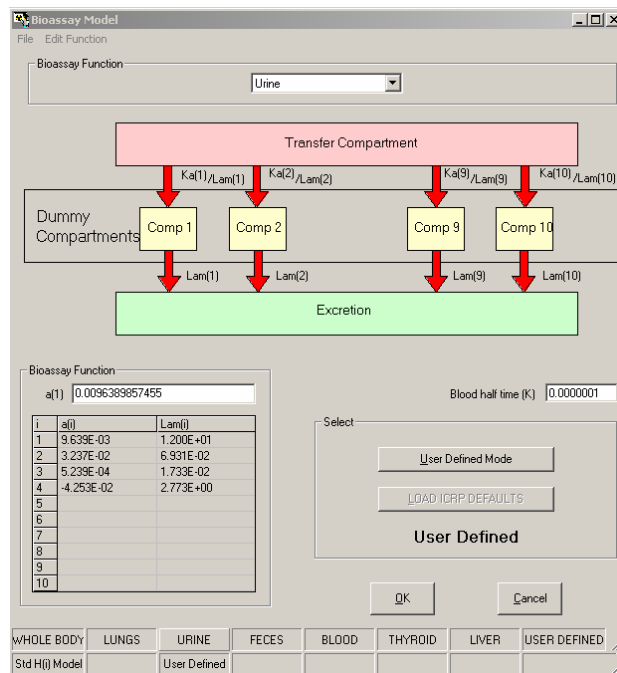 Bioassay Model
File Edit Function
Bioassay Function
Urine
Transfer Compartment
Ka(1)/Lam(1) Ka(2)/Lam(2) Ka(9)/Lam(9) Ka(10)/Lam(10)
Dummy
Compartments
Comp 1 Comp 2 Comp 9 Comp 10
Lam(1) Lam(2) Lam(9) Lam(10)
Excretion
Bioassay Function
a(1) 0.0096389857455
Blood half time (K) 0.0000001
i a(i) Lam(i)
1 9.639E-03 1.200E+01
2 3.237E-02 6.931E-02
3 5.239E-04 1.733E-02
4 -4.253E-02 2.773E+00
5
6
7
8
9
10
Select
User Defined Mode
LOAD ICRP DEFAULTS
User Defined
OK Cancel
WHOLE BODY LUNGS URINE FECES BLOOD THYROID LIVER USER DEFINED
Std H(i) Model User Defined